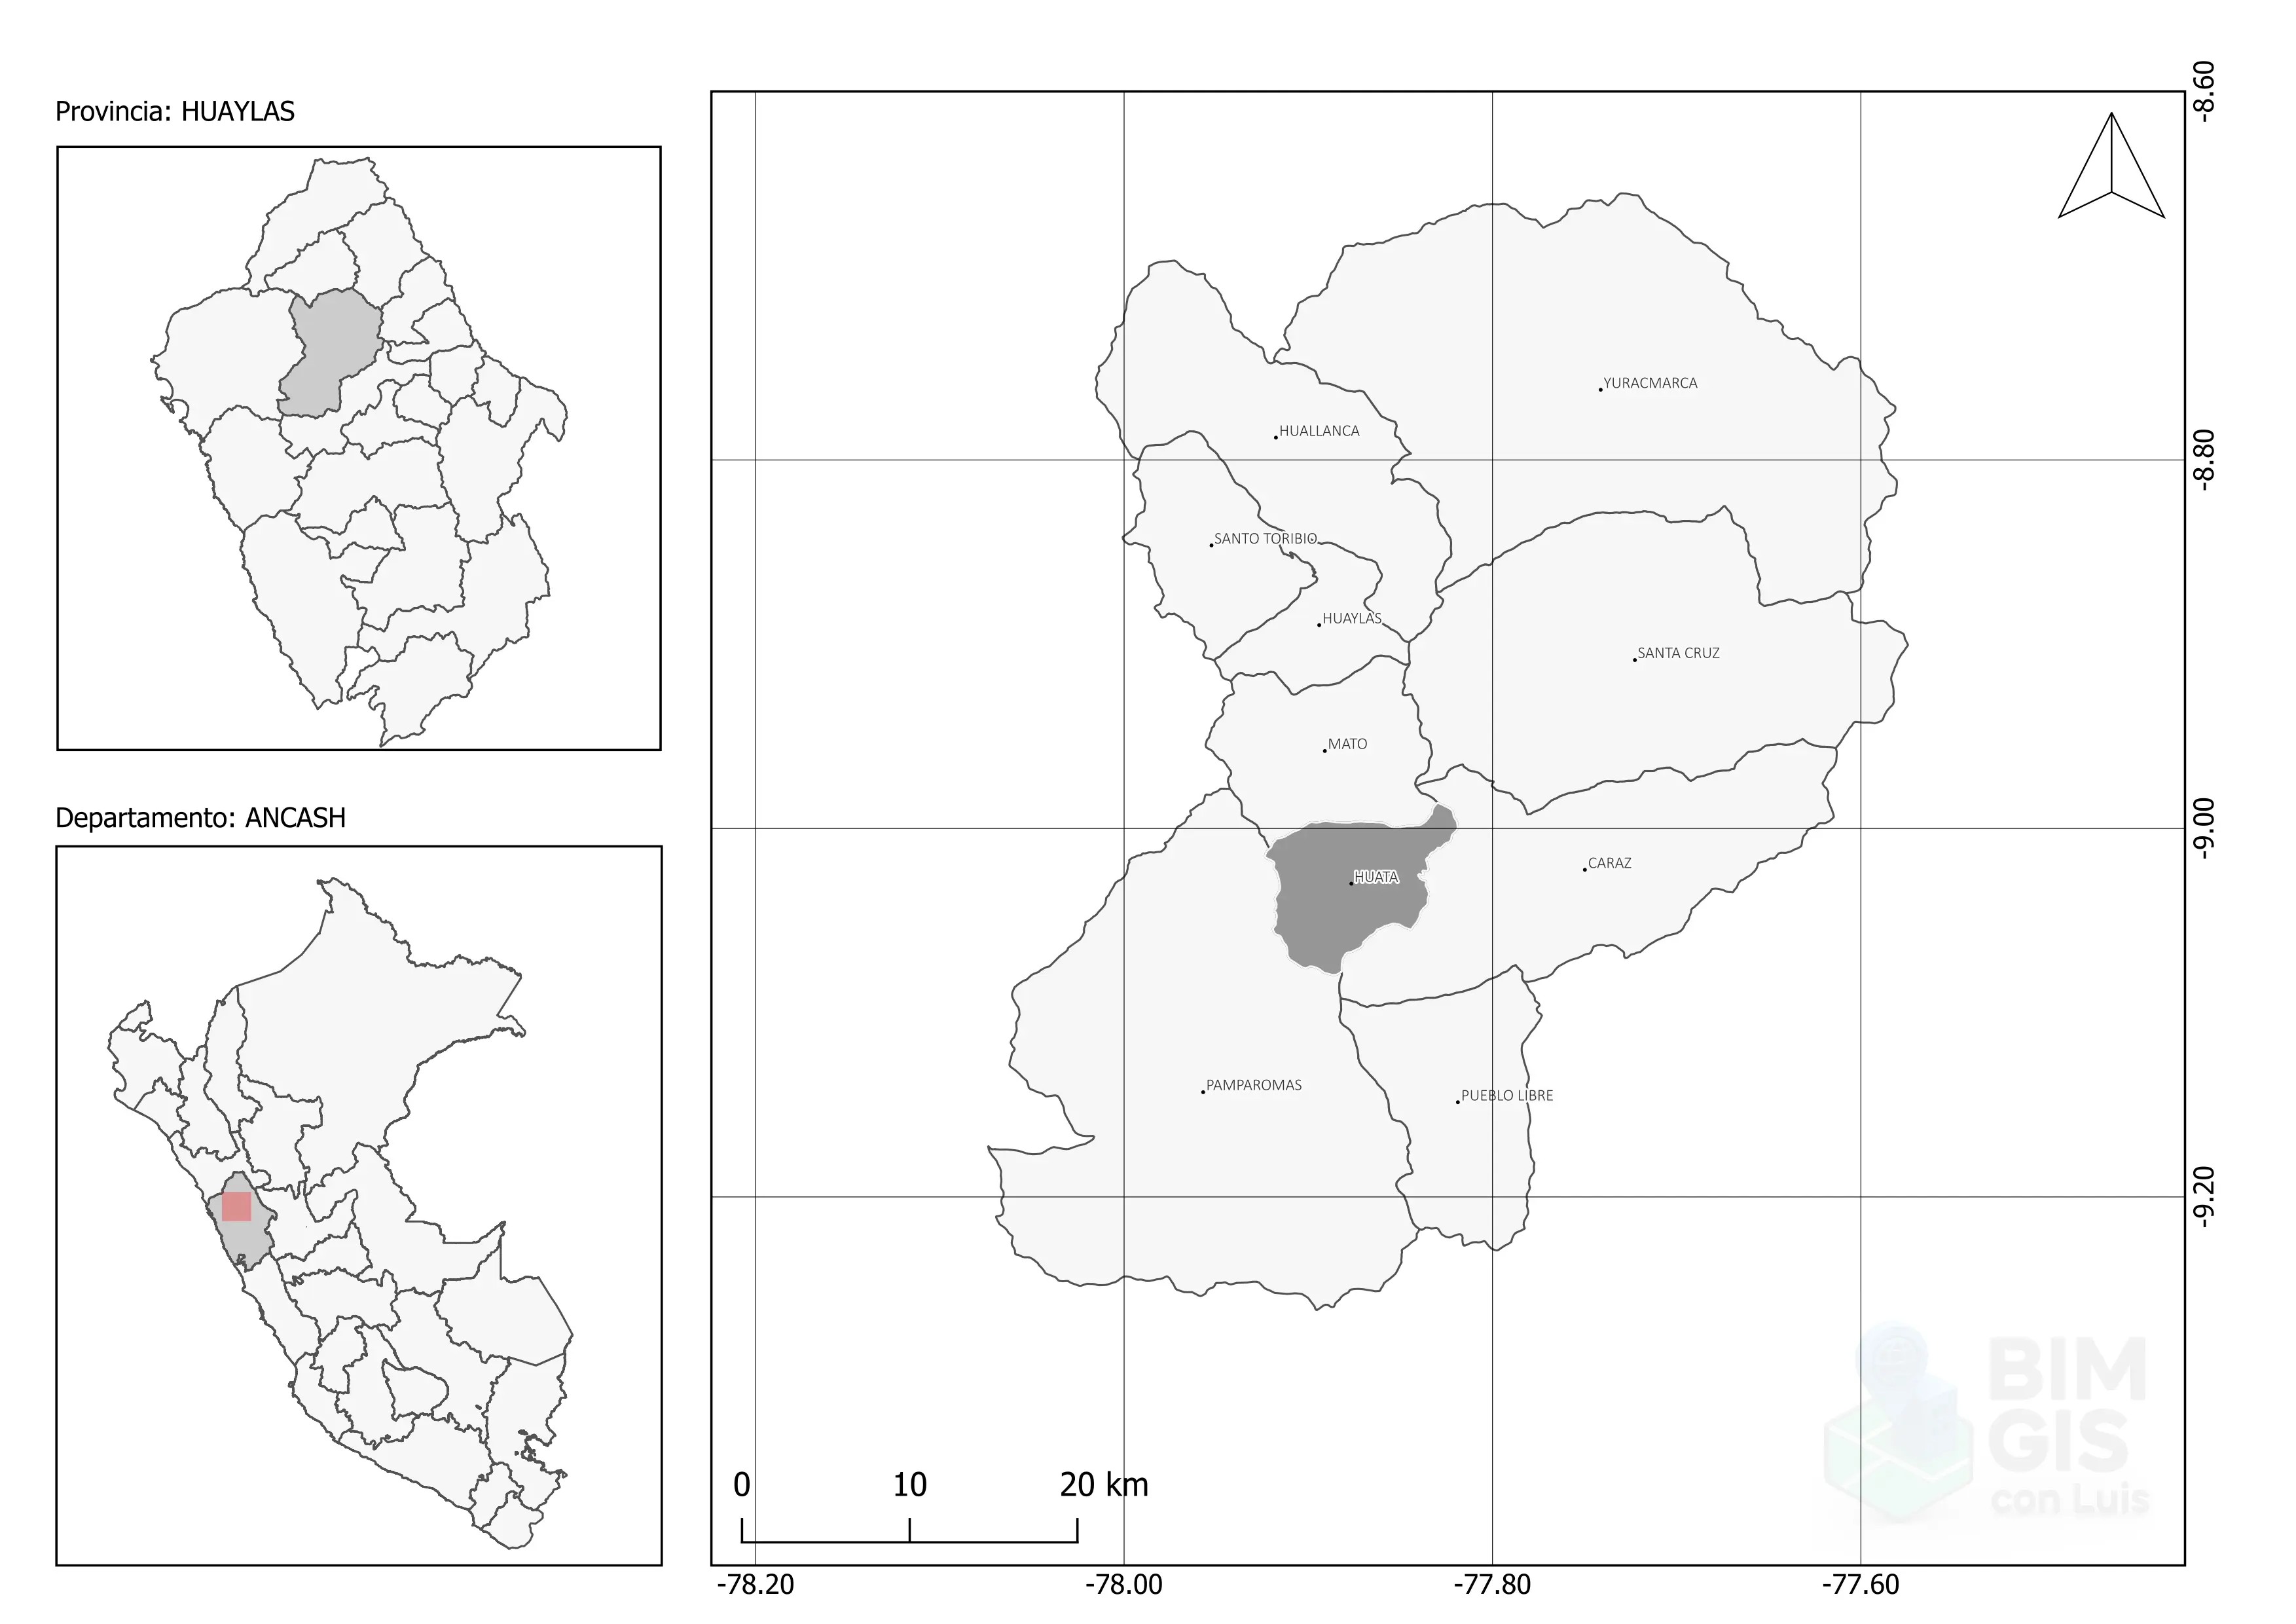 Provincia: HUAYLAS
Departamento: ANCASH
-8.60
YURACMARCA
HUALLANCA
-8.80
SANTO TORIBIO
HUAYLAS
SANTA CRUZ
MATO
-9.00
CARAZ
HUATA
PAMPAROMAS
PUEBLO LIBRE
-9.20
BIM
GIS
con Luis
0 10 20 km
-78.20 -78.00 -77.80 -77.60